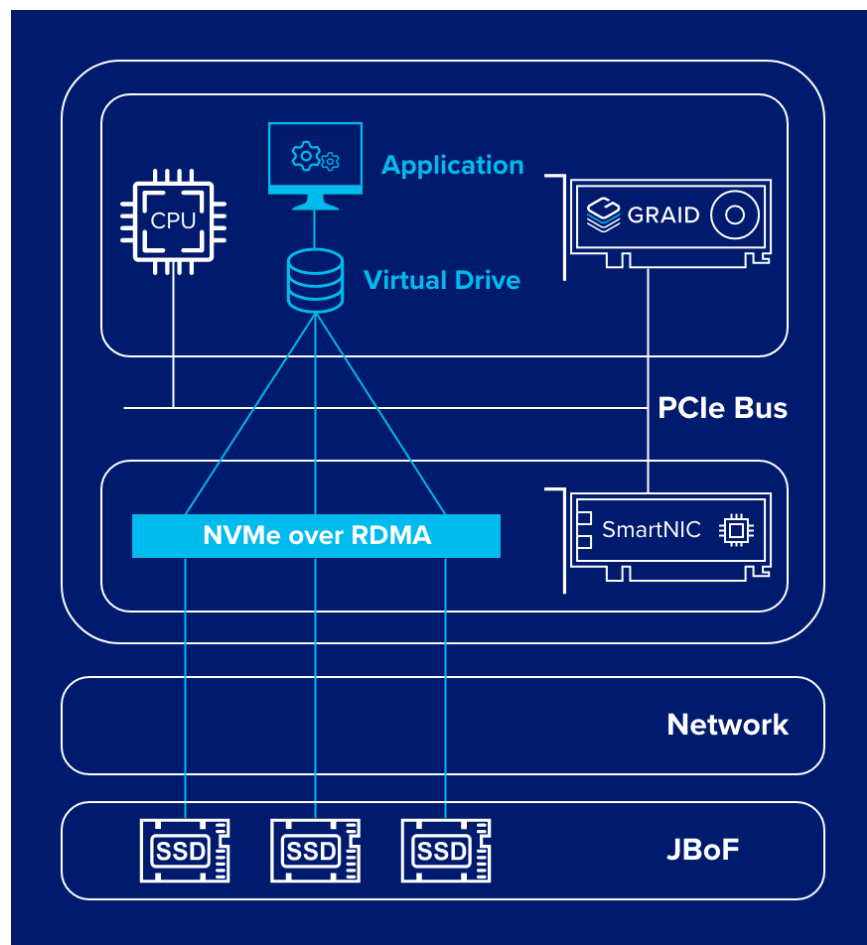 Application
CPU
GRAID
Virtual Drive
PCIe Bus
NVMe over RDMA
SmartNIC
Network
SSD
SSD
SSD
JBoF